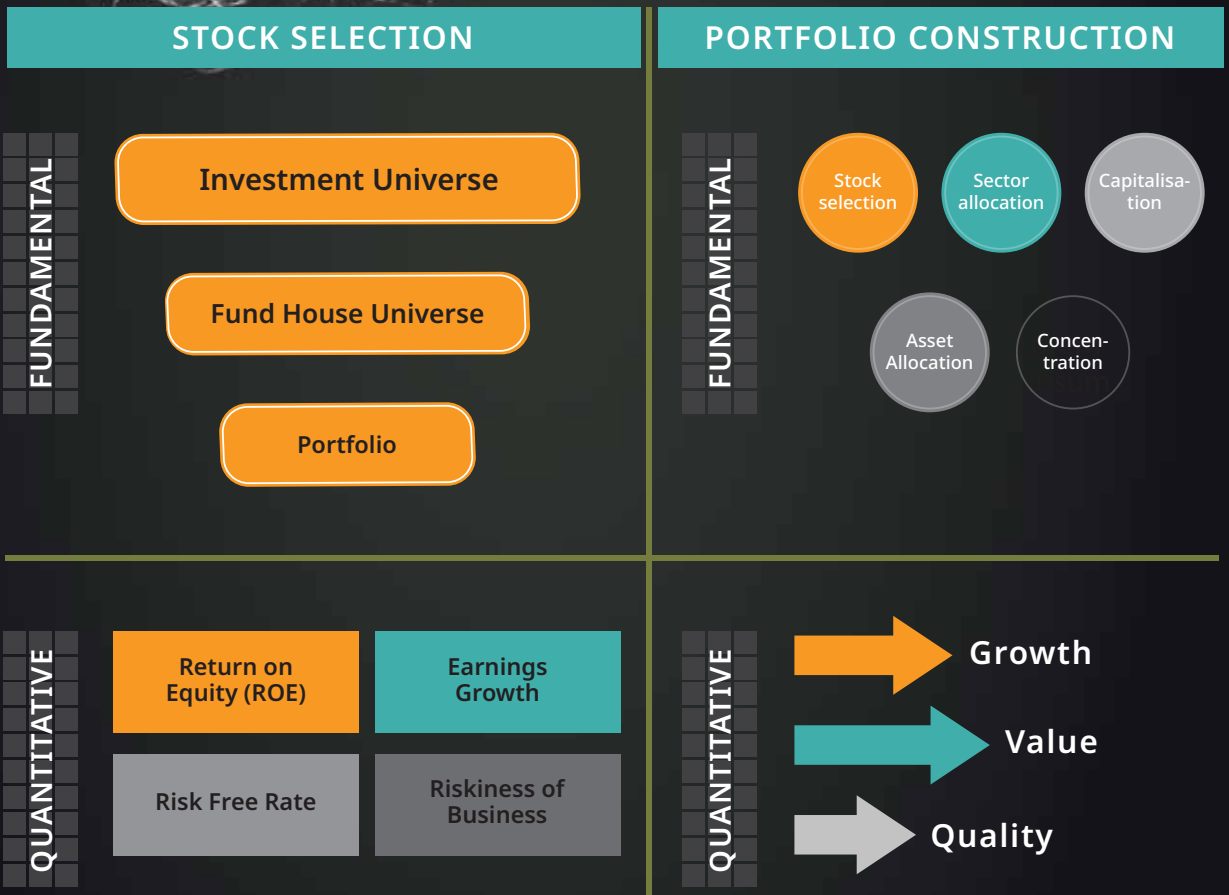 STOCK SELECTION
PORTFOLIO CONSTRUCTION
FUNDAMENTAL
Investment Universe
Fund House Universe
Portfolio
FUNDAMENTAL
Stock
selection
Sector
allocation
Capitalisa-
tion
Asset
Allocation
Concen-
tration
QUANTITATIVE
Return on
Equity (ROE)
Earnings
Growth
Risk Free Rate
Riskiness of
Business
QUANTITATIVE
Growth
Value
Quality